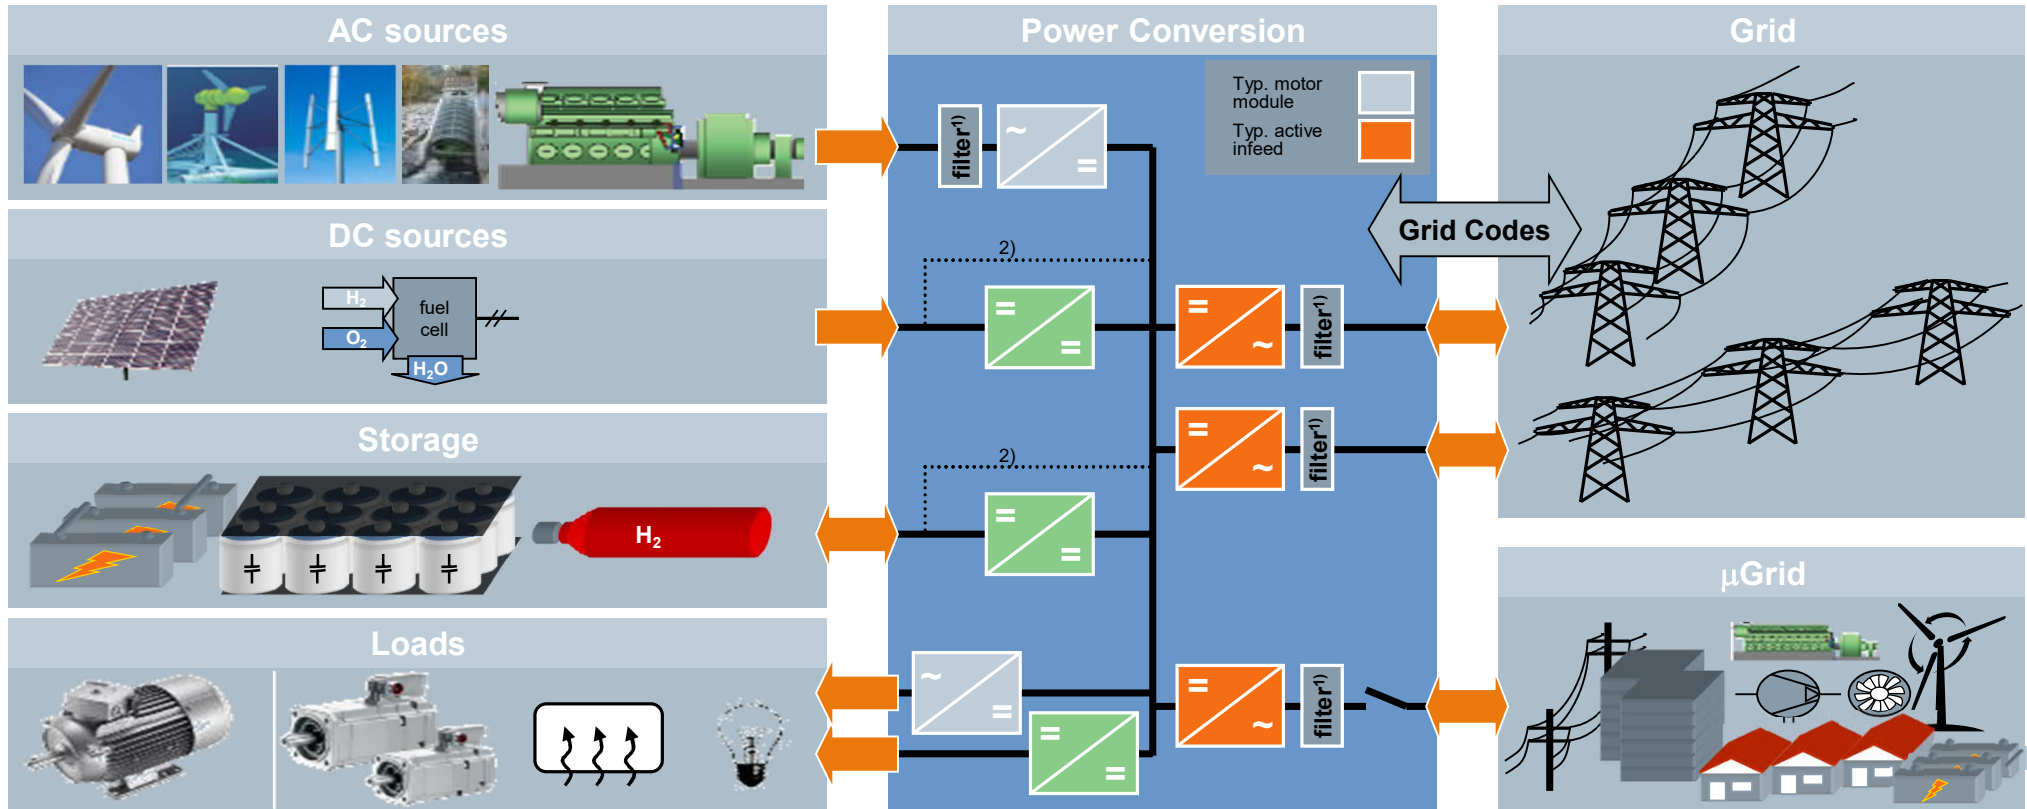 AC sources
DC sources
H2
O2
fuel
cell
H2O
Storage
H2
Loads
Power Conversion
Typ. motor
module
Typ. active
infeed
filter1)
~
=
2)
=
=
=
~
filter1)
=
~
filter1)
2)
=
=
~
=
=
=
=
~
filter1)
Grid Codes
Grid
µGrid